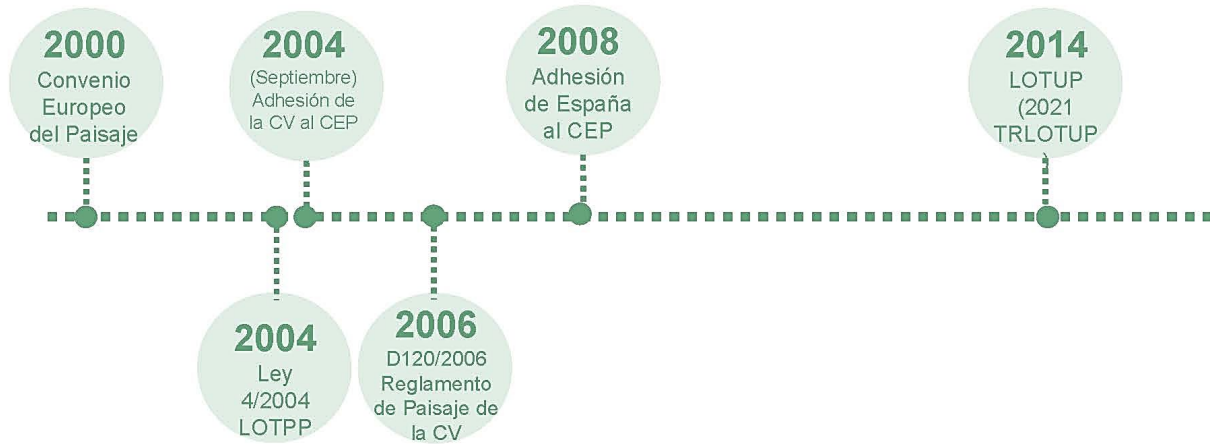 2000
Convenio
Europeo
del Paisaje
2004
(Septiembre)
Adhesión de
la CV al CEP
2008
Adhesión
de España
al CEP
2014
LOTUP
(2021
TRLOTUP
)
2004
Ley
4/2004
LOTPP
2006
D120/2006
Reglamento
de Paisaje de
la CV